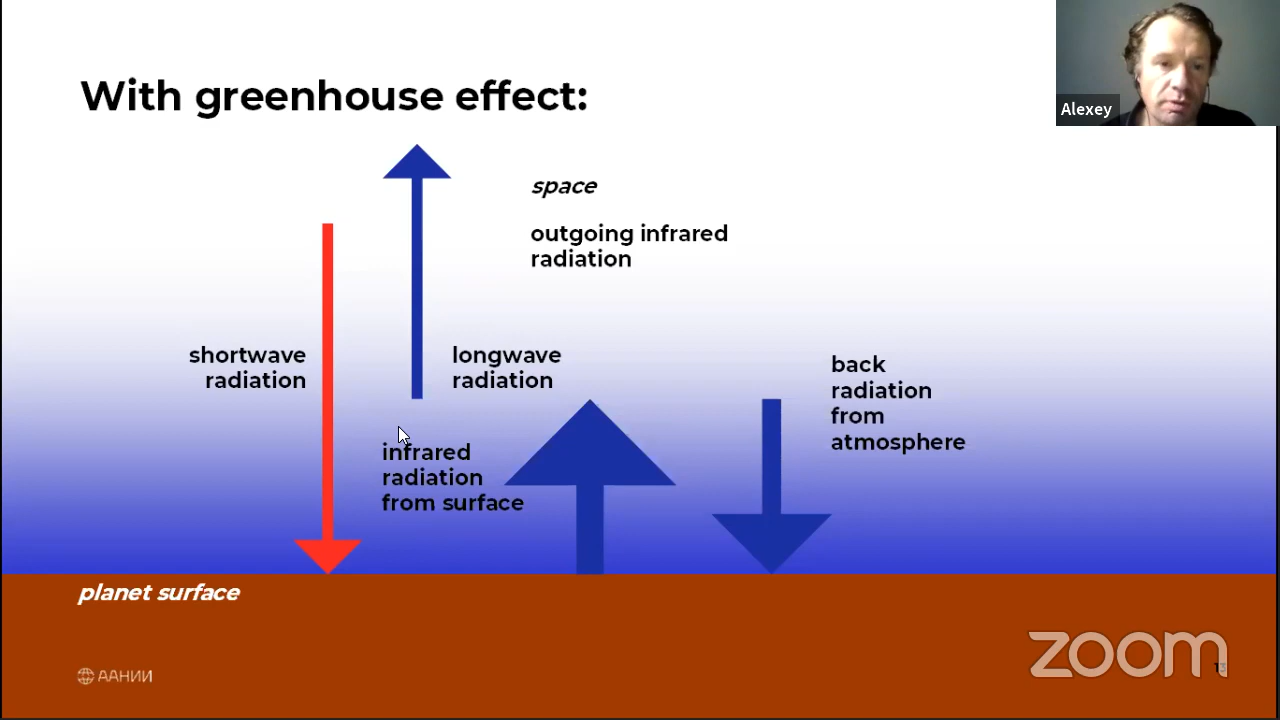 With greenhouse effect:
Alexey
space
outgoing infrared
radiation
shortwave
radiation
longwave
radiation
back
radiation
from
atmosphere
infrared
radiation
from surface
planet surface
ААНИИ
zoom
13